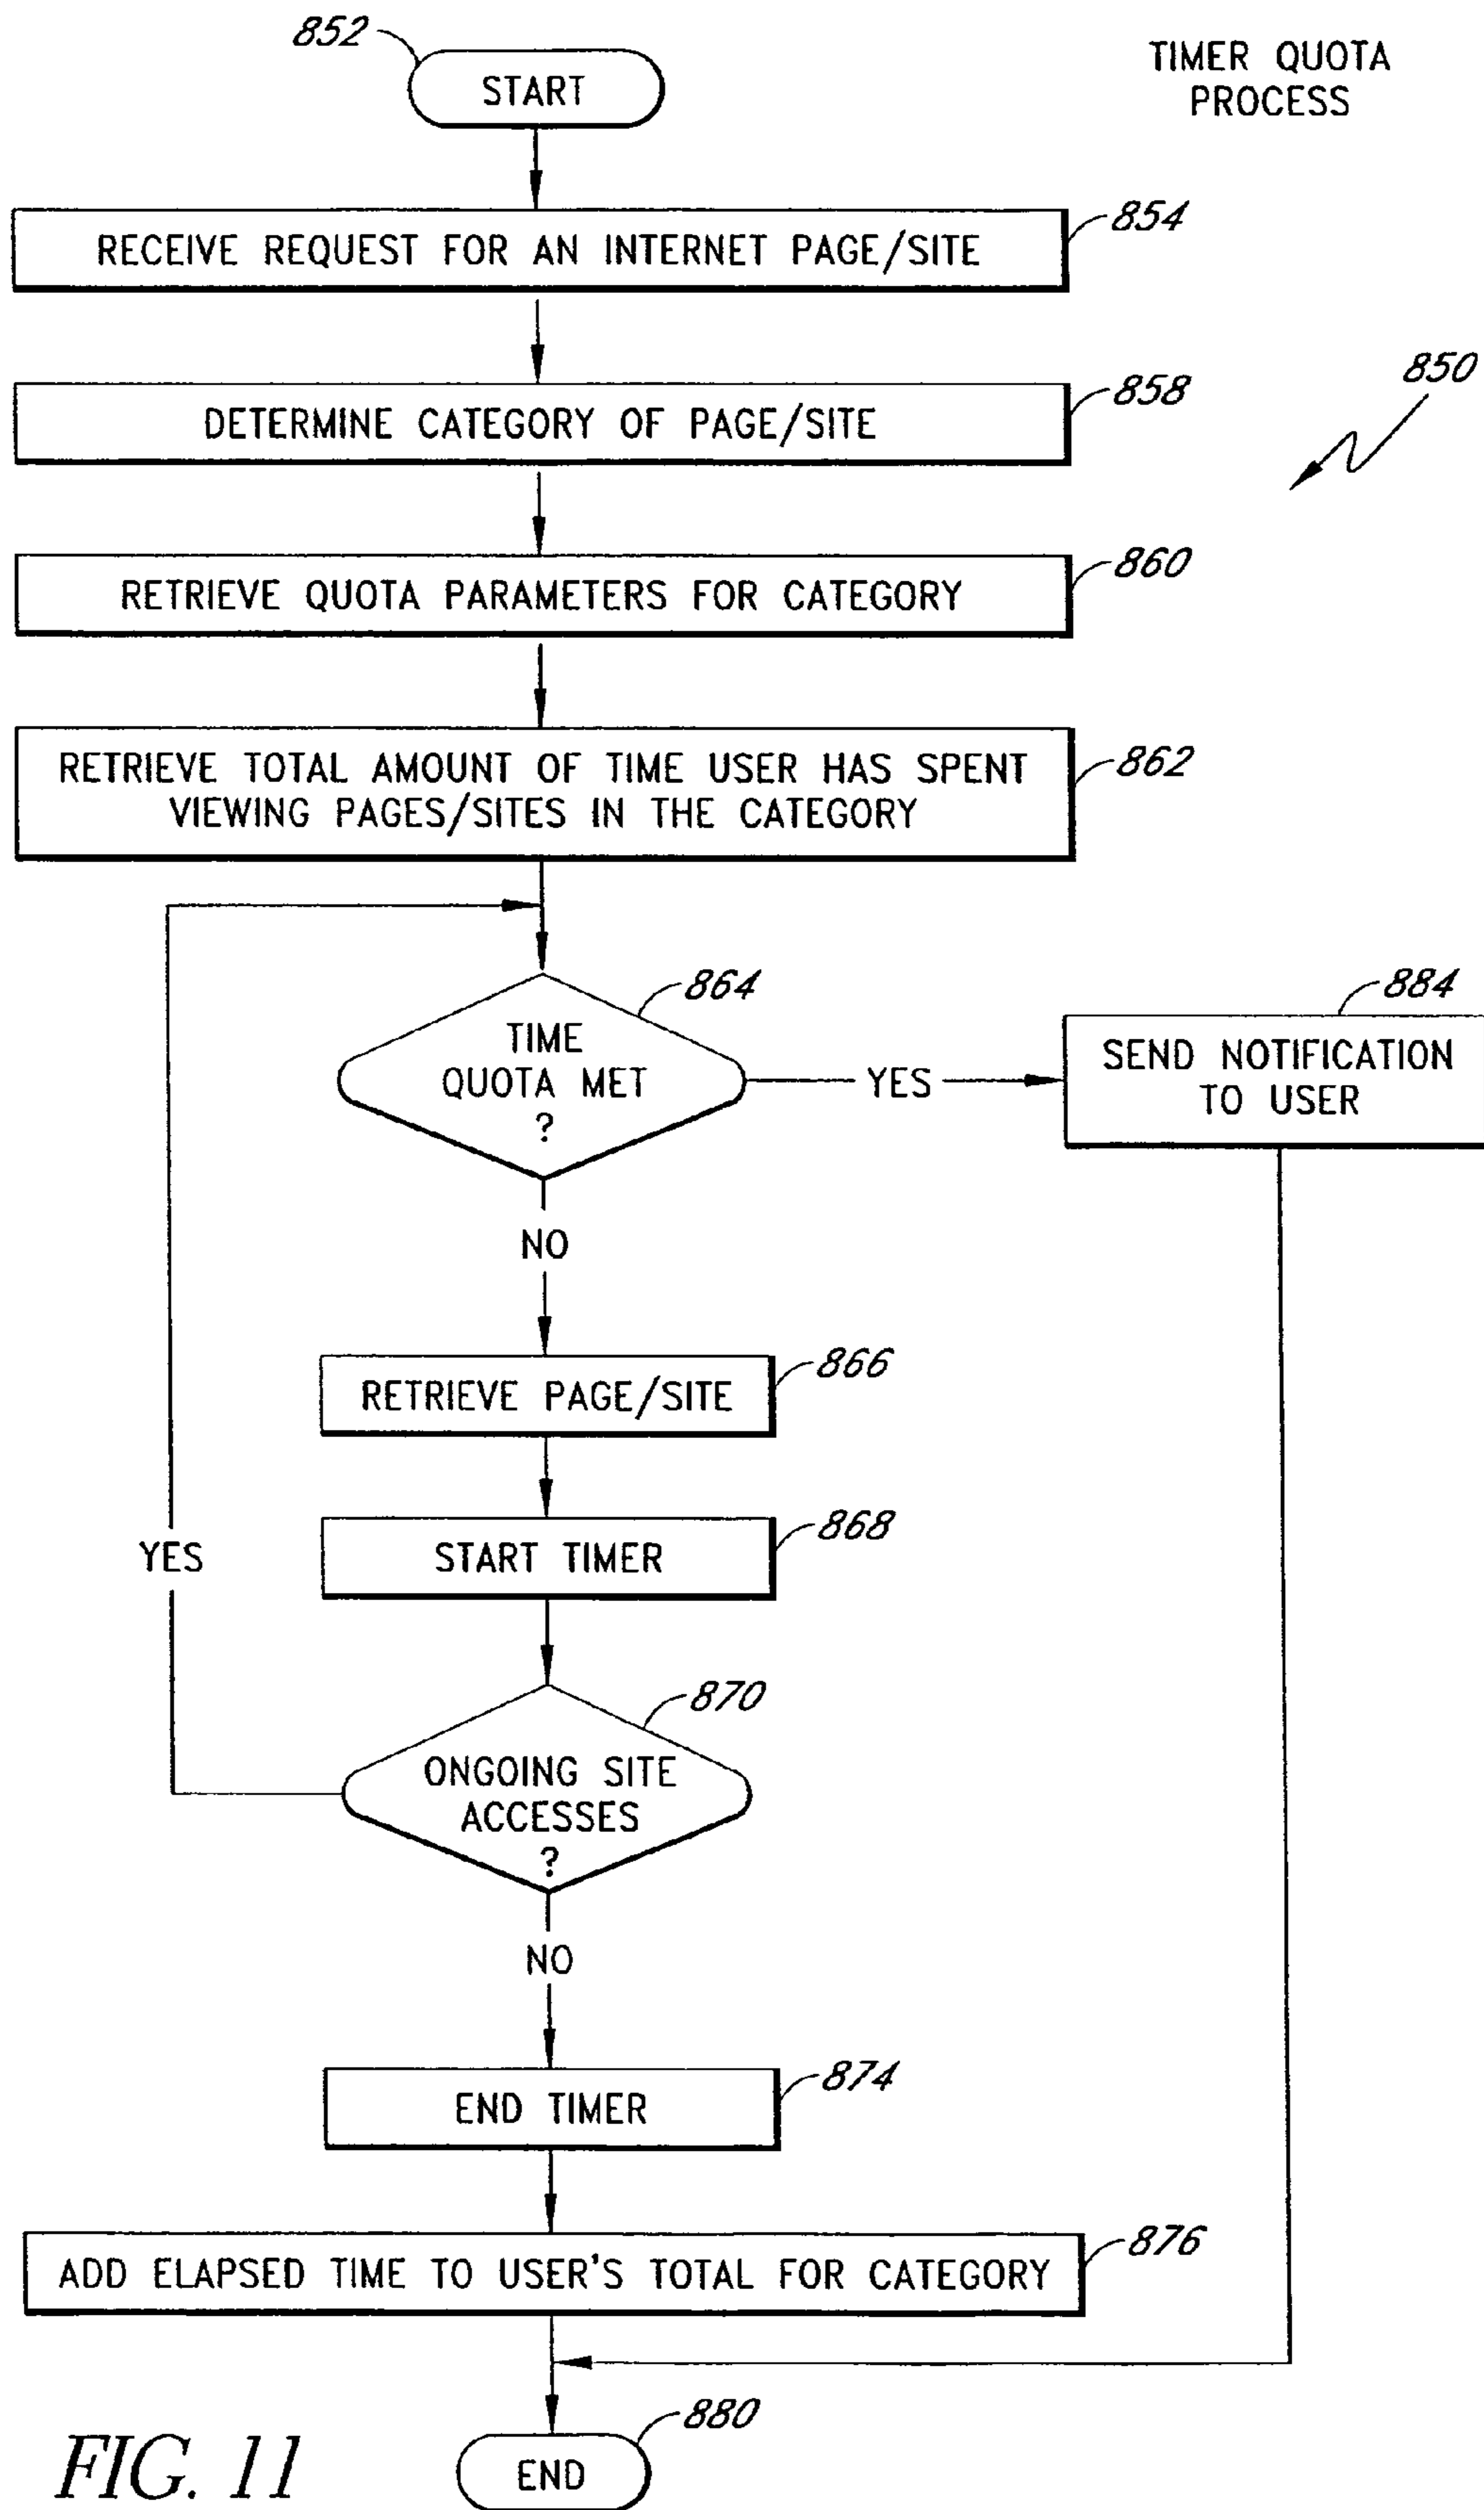 852
START
TIMER QUOTA
PROCESS
854
RECEIVE REQUEST FOR AN INTERNET PAGE/SITE
850
858
DETERMINE CATEGORY OF PAGE/SITE
860
RETRIEVE QUOTA PARAMETERS FOR CATEGORY
862
RETRIEVE TOTAL AMOUNT OF TIME USER HAS SPENT
VIEWING PAGES/SITES IN THE CATEGORY
864
TIME
QUOTA MET
?
YES
884
SEND NOTIFICATION
TO USER
NO
866
RETRIEVE PAGE/SITE
868
START TIMER
YES
870
ONGOING SITE
ACCESSES
?
NO
874
END TIMER
876
ADD ELAPSED TIME TO USER'S TOTAL FOR CATEGORY
880
END
FIG. 11